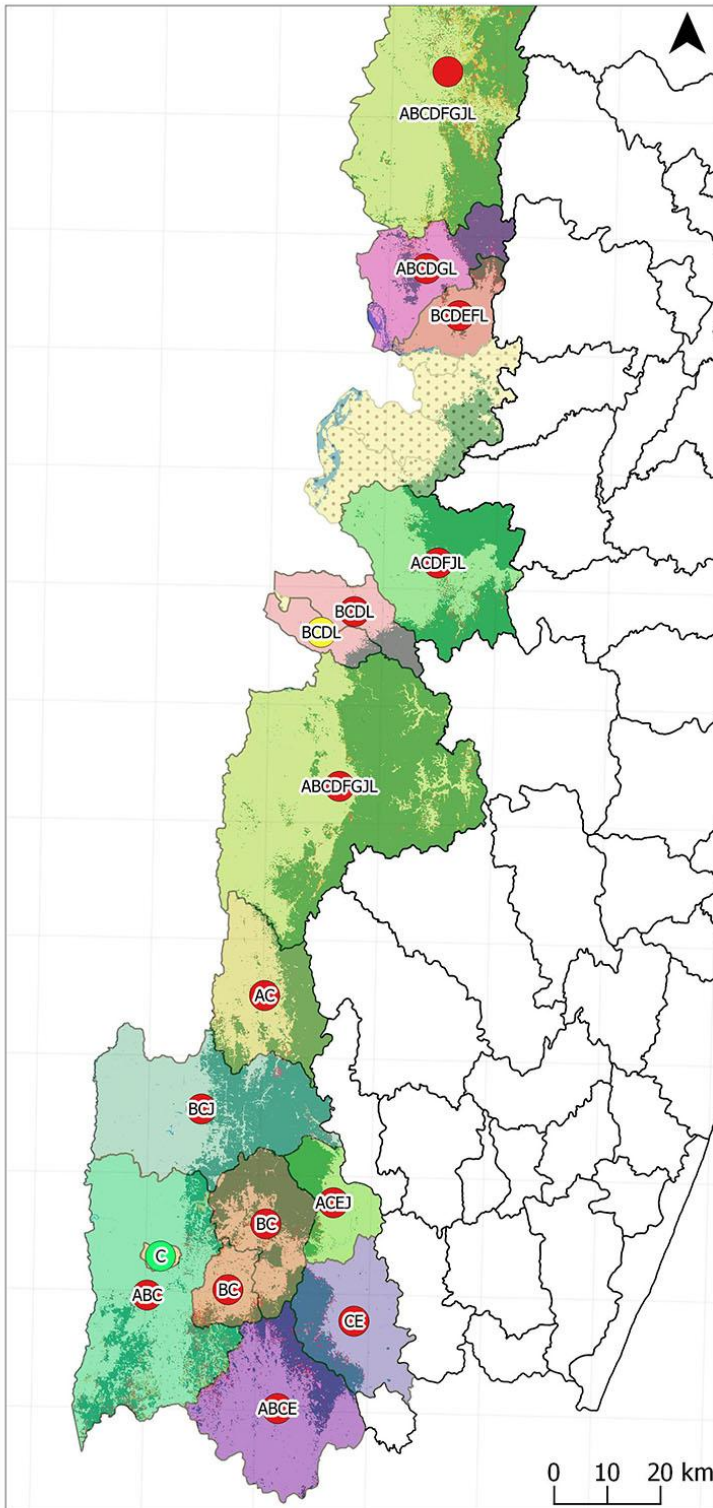 ABCDFGJL
ABCDGL
BCDEFL
ACDFJL
BCDL
BCDL
ABCDFGJL
AC
BCJ
ACEJ
BC
C
BC
ABC
CE
ABCE
0 10 20 km